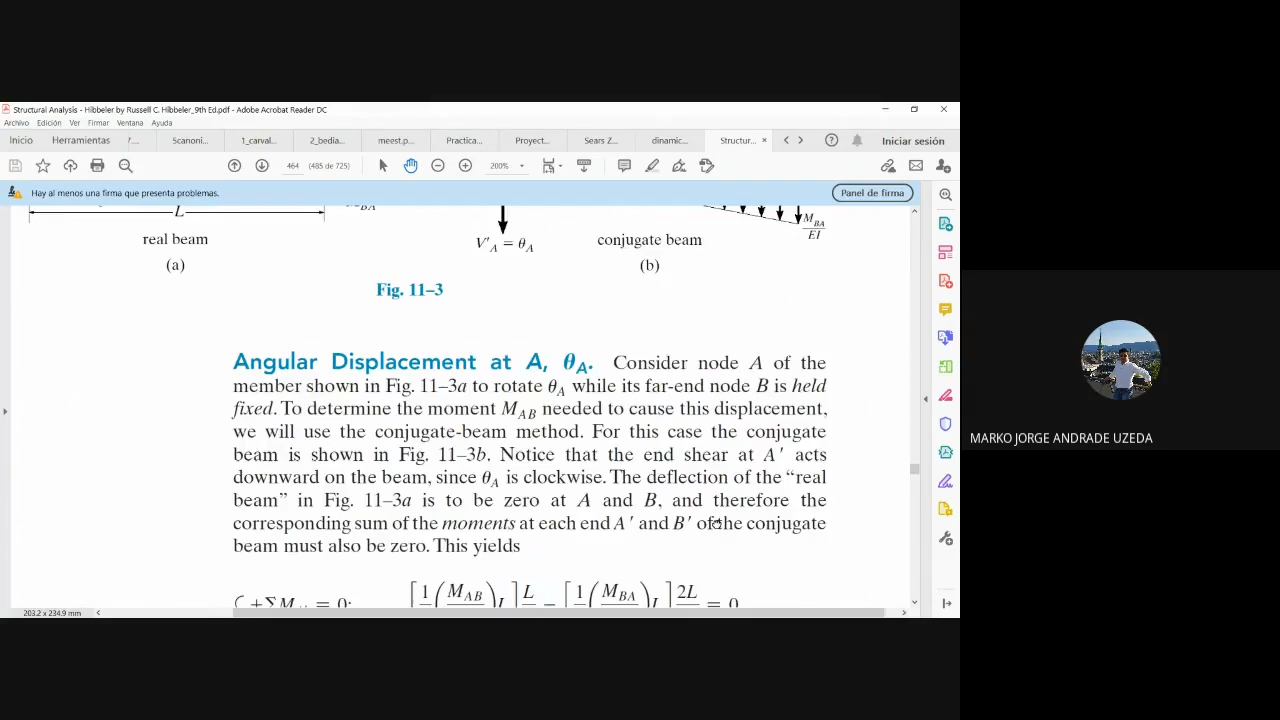 Structural Analysis - Hibbeler by Russell C. Hibbeler_9th Ed.pdf - Adobe Acrobat Reader DC
Archivo Edición Ver Firmar Ventana Ayuda
Inicio Herramientas 7... 5canoni... 1_carval... 2_bedia... meest.p... Practica... Proyect... Sears Z... dinamic... Structur... × Iniciar sesión
464 (485 de 725) 200%
Hay al menos una firma que presenta problemas. Panel de firma
L
real beam
(a)
V'A = θA
conjugate beam
(b)
MBA
EI
Fig. 11–3
Angular Displacement at A, θA. Consider node A of the
member shown in Fig. 11–3a to rotate θA while its far-end node B is held
fixed. To determine the moment MAB needed to cause this displacement,
we will use the conjugate-beam method. For this case the conjugate
beam is shown in Fig. 11–3b. Notice that the end shear at A' acts
downward on the beam, since θA is clockwise. The deflection of the “real
beam” in Fig. 11–3a is to be zero at A and B, and therefore the
corresponding sum of the moments at each end A' and B' of the conjugate
beam must also be zero. This yields
203.2 x 234.9 mm
MARKO JORGE ANDRADE UZEDA